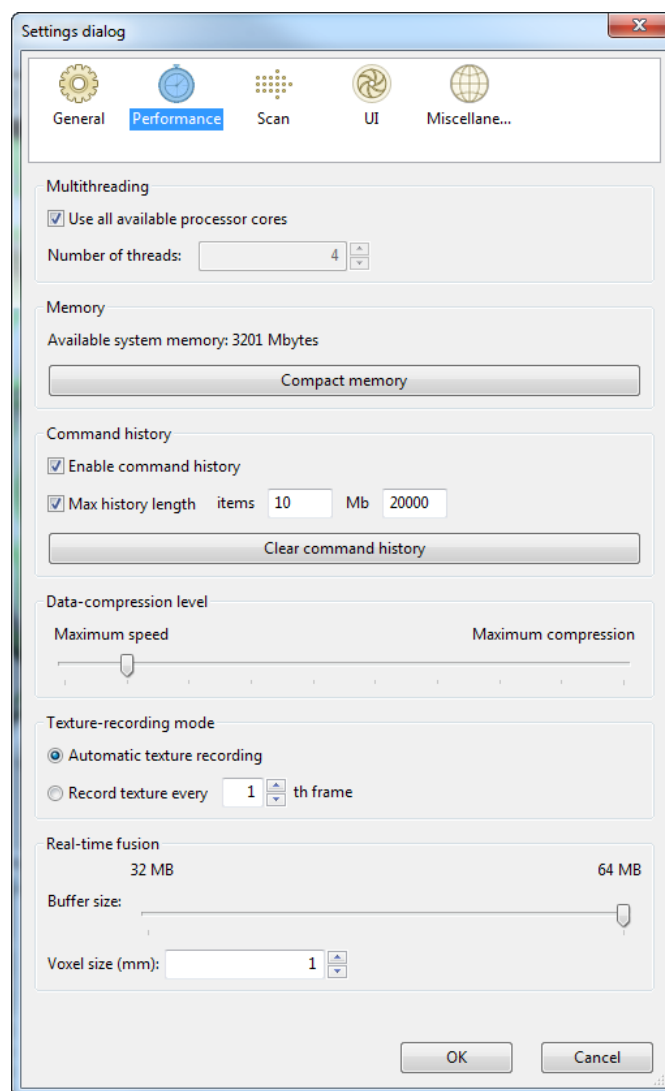 Settings dialog
General Performance Scan UI Miscellane...
Multithreading
Use all available processor cores
Number of threads: 4
Memory
Available system memory: 3201 Mbytes
Compact memory
Command history
Enable command history
Max history length items 10 Mb 20000
Clear command history
Data-compression level
Maximum speed Maximum compression
Texture-recording mode
Automatic texture recording
Record texture every 1 th frame
Real-time fusion
32 MB 64 MB
Buffer size:
Voxel size (mm): 1
OK Cancel